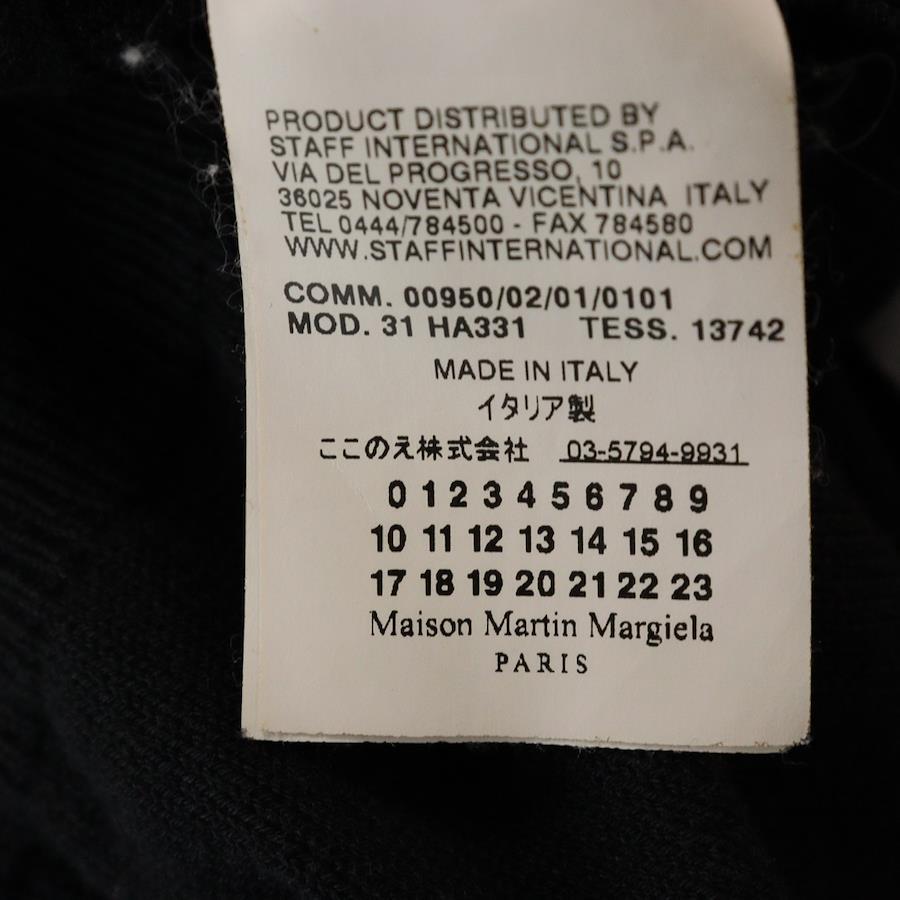 PRODUCT DISTRIBUTED BY
STAFF INTERNATIONAL S.P.A.
VIA DEL PROGRESSO, 10
36025 NOVENTA VICENTINA ITALY
TEL 0444/784500 - FAX 784580
WWW.STAFFINTERNATIONAL.COM
COMM. 00950/02/01/0101
MOD. 31 HA331 TESS. 13742
MADE IN ITALY
イタリア製
ここのえ株式会社 03-5794-9931
0 1 2 3 4 5 6 7 8 9
10 11 12 13 14 15 16
17 18 19 20 21 22 23
Maison Martin Margiela
PARIS